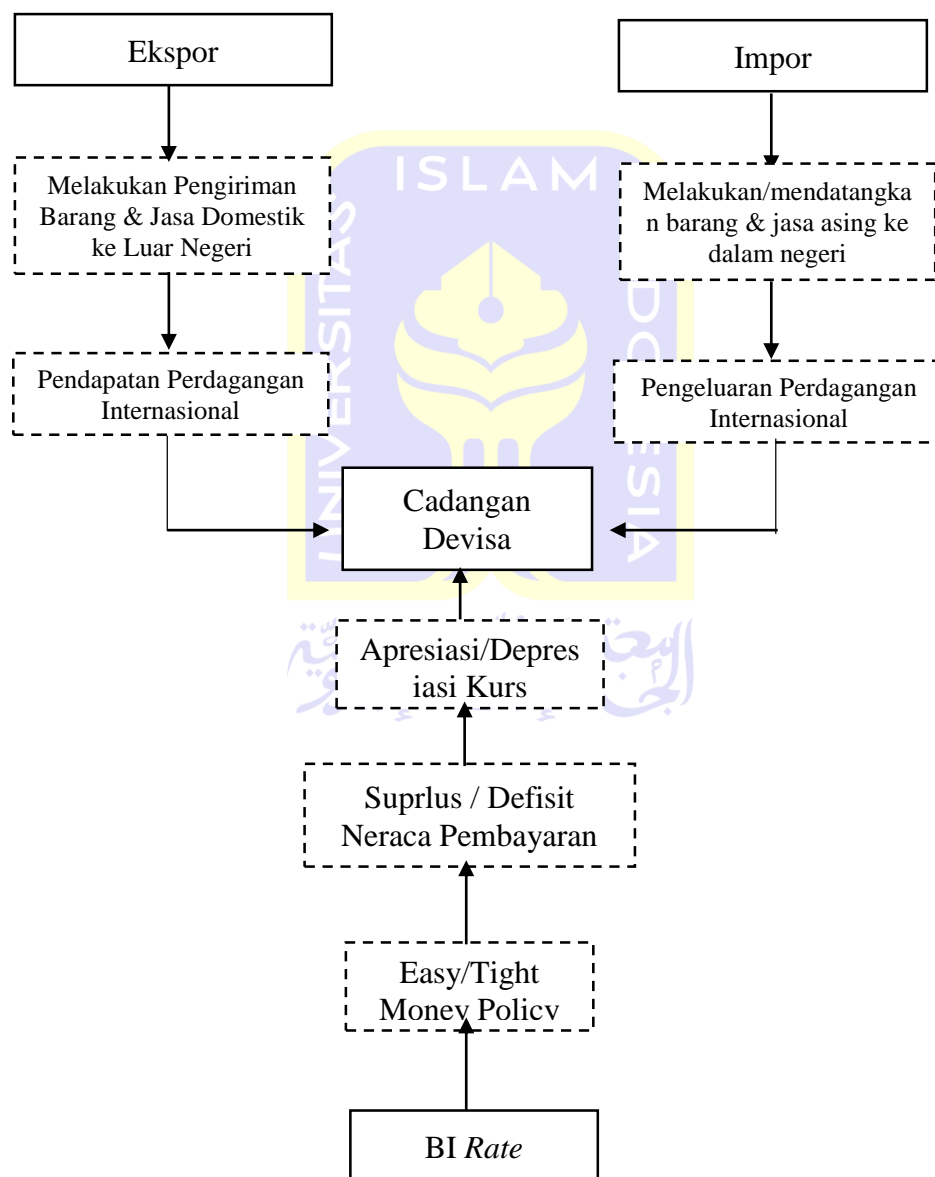 Ekspor
Impor
Melakukan Pengiriman
Barang & Jasa Domestik
ke Luar Negeri
Melakukan/mendatangka
n barang & jasa asing ke
dalam negeri
Pendapatan Perdagangan
Internasional
Pengeluaran Perdagangan
Internasional
Cadangan
Devisa
Apresiasi/Depres
iasi Kurs
Suprlus / Defisit
Neraca Pembayaran
Easy/Tight
Money Policy
BI Rate
UNIVERSITAS
ISLAM